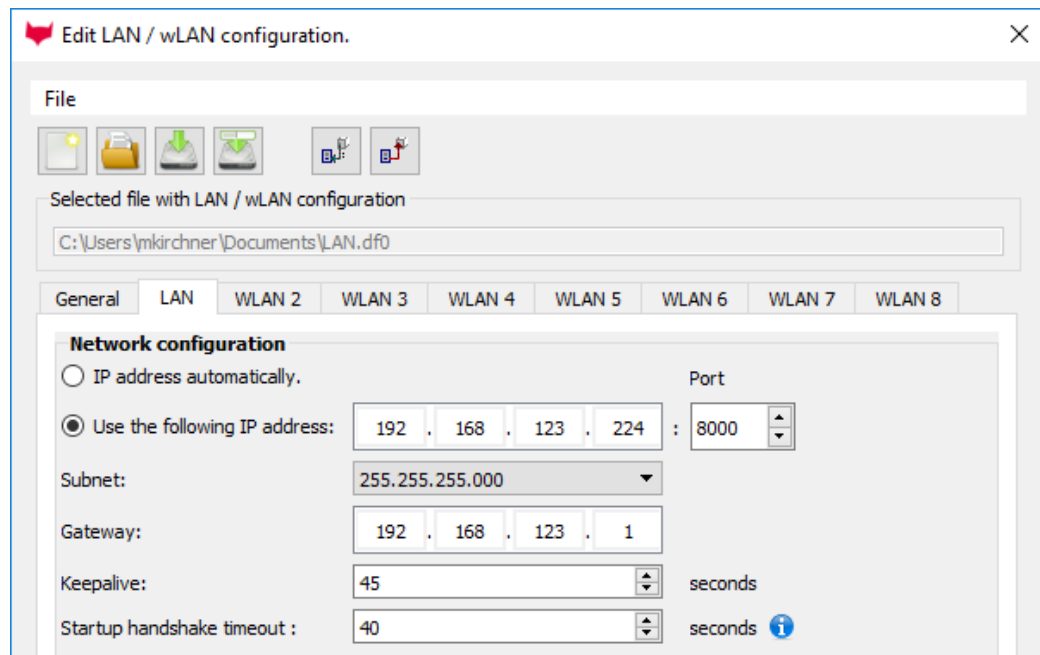 Edit LAN / wLAN configuration.
File
Selected file with LAN / wLAN configuration
C:\Users\mkirchner\Documents\LAN.df0
General LAN WLAN 2 WLAN 3 WLAN 4 WLAN 5 WLAN 6 WLAN 7 WLAN 8
Network configuration
IP address automatically. Port
Use the following IP address: 192 . 168 . 123 . 224 : 8000
Subnet: 255.255.255.000
Gateway: 192 . 168 . 123 . 1
Keepalive: 45 seconds
Startup handshake timeout : 40 seconds